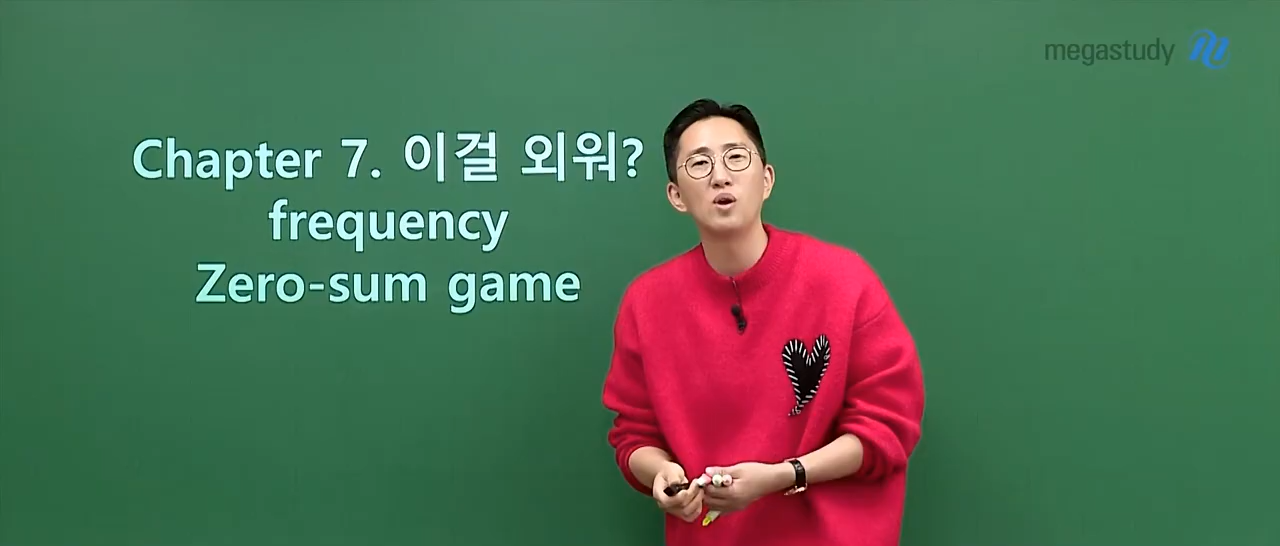 megastudy
Chapter 7. 이걸 외워?
frequency
Zero-sum game